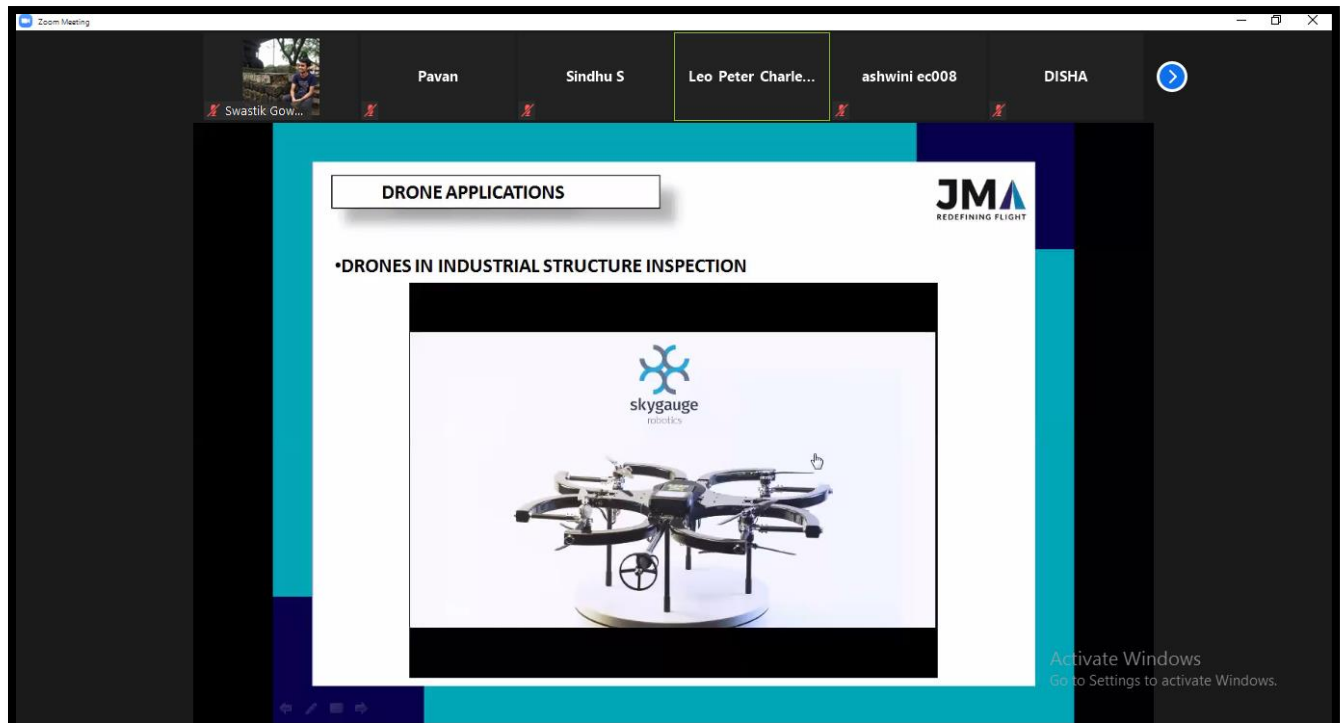 Zoom Meeting
Swastik Gow...
Pavan
Sindhu S
Leo Peter Charle...
ashwini ec008
DISHA
DRONE APPLICATIONS
JMA
REDEFINING FLIGHT
•DRONES IN INDUSTRIAL STRUCTURE INSPECTION
skygauge
robotics
Activate Windows
Go to Settings to activate Windows.